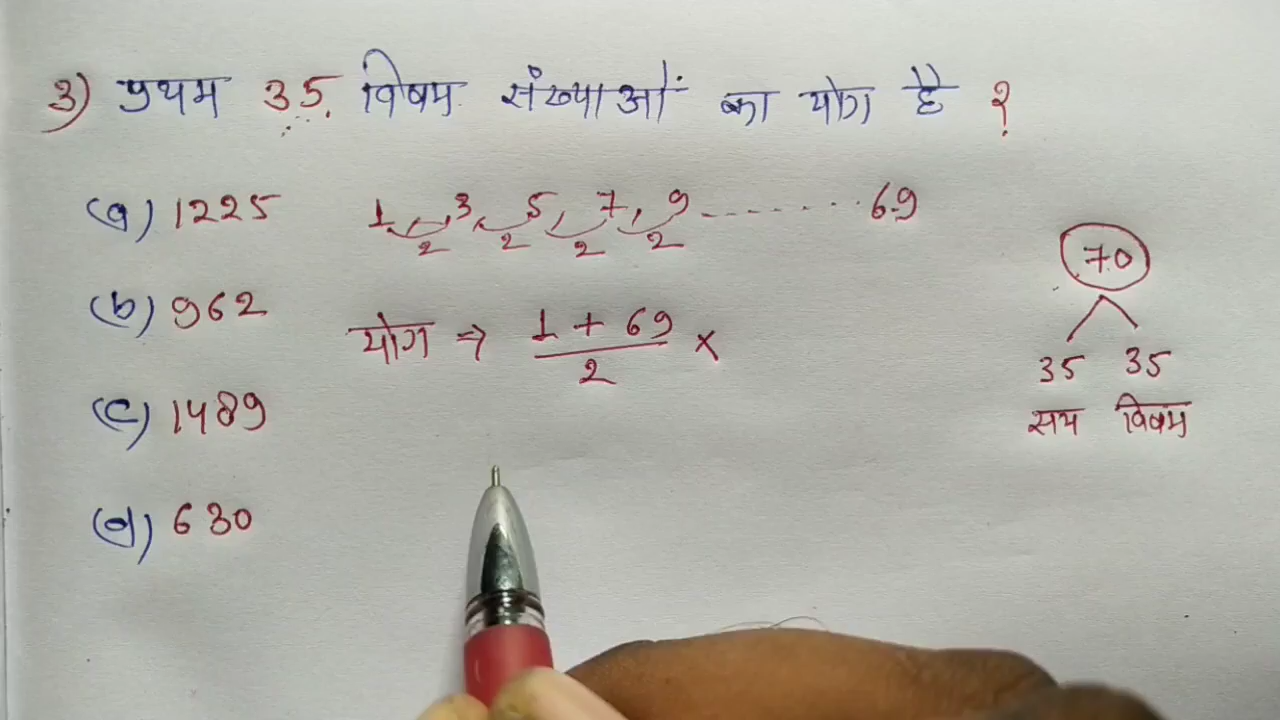 3) प्रथम 35 विषम संख्याओं का योग है ?
(a) 1225
1, 3, 5, 7, 9 --------- 69
2 2 2 2
70
(b) 962
योग ⇒ (1 + 69)/2 ×
35 35
सम विषम
(c) 1489
(d) 630